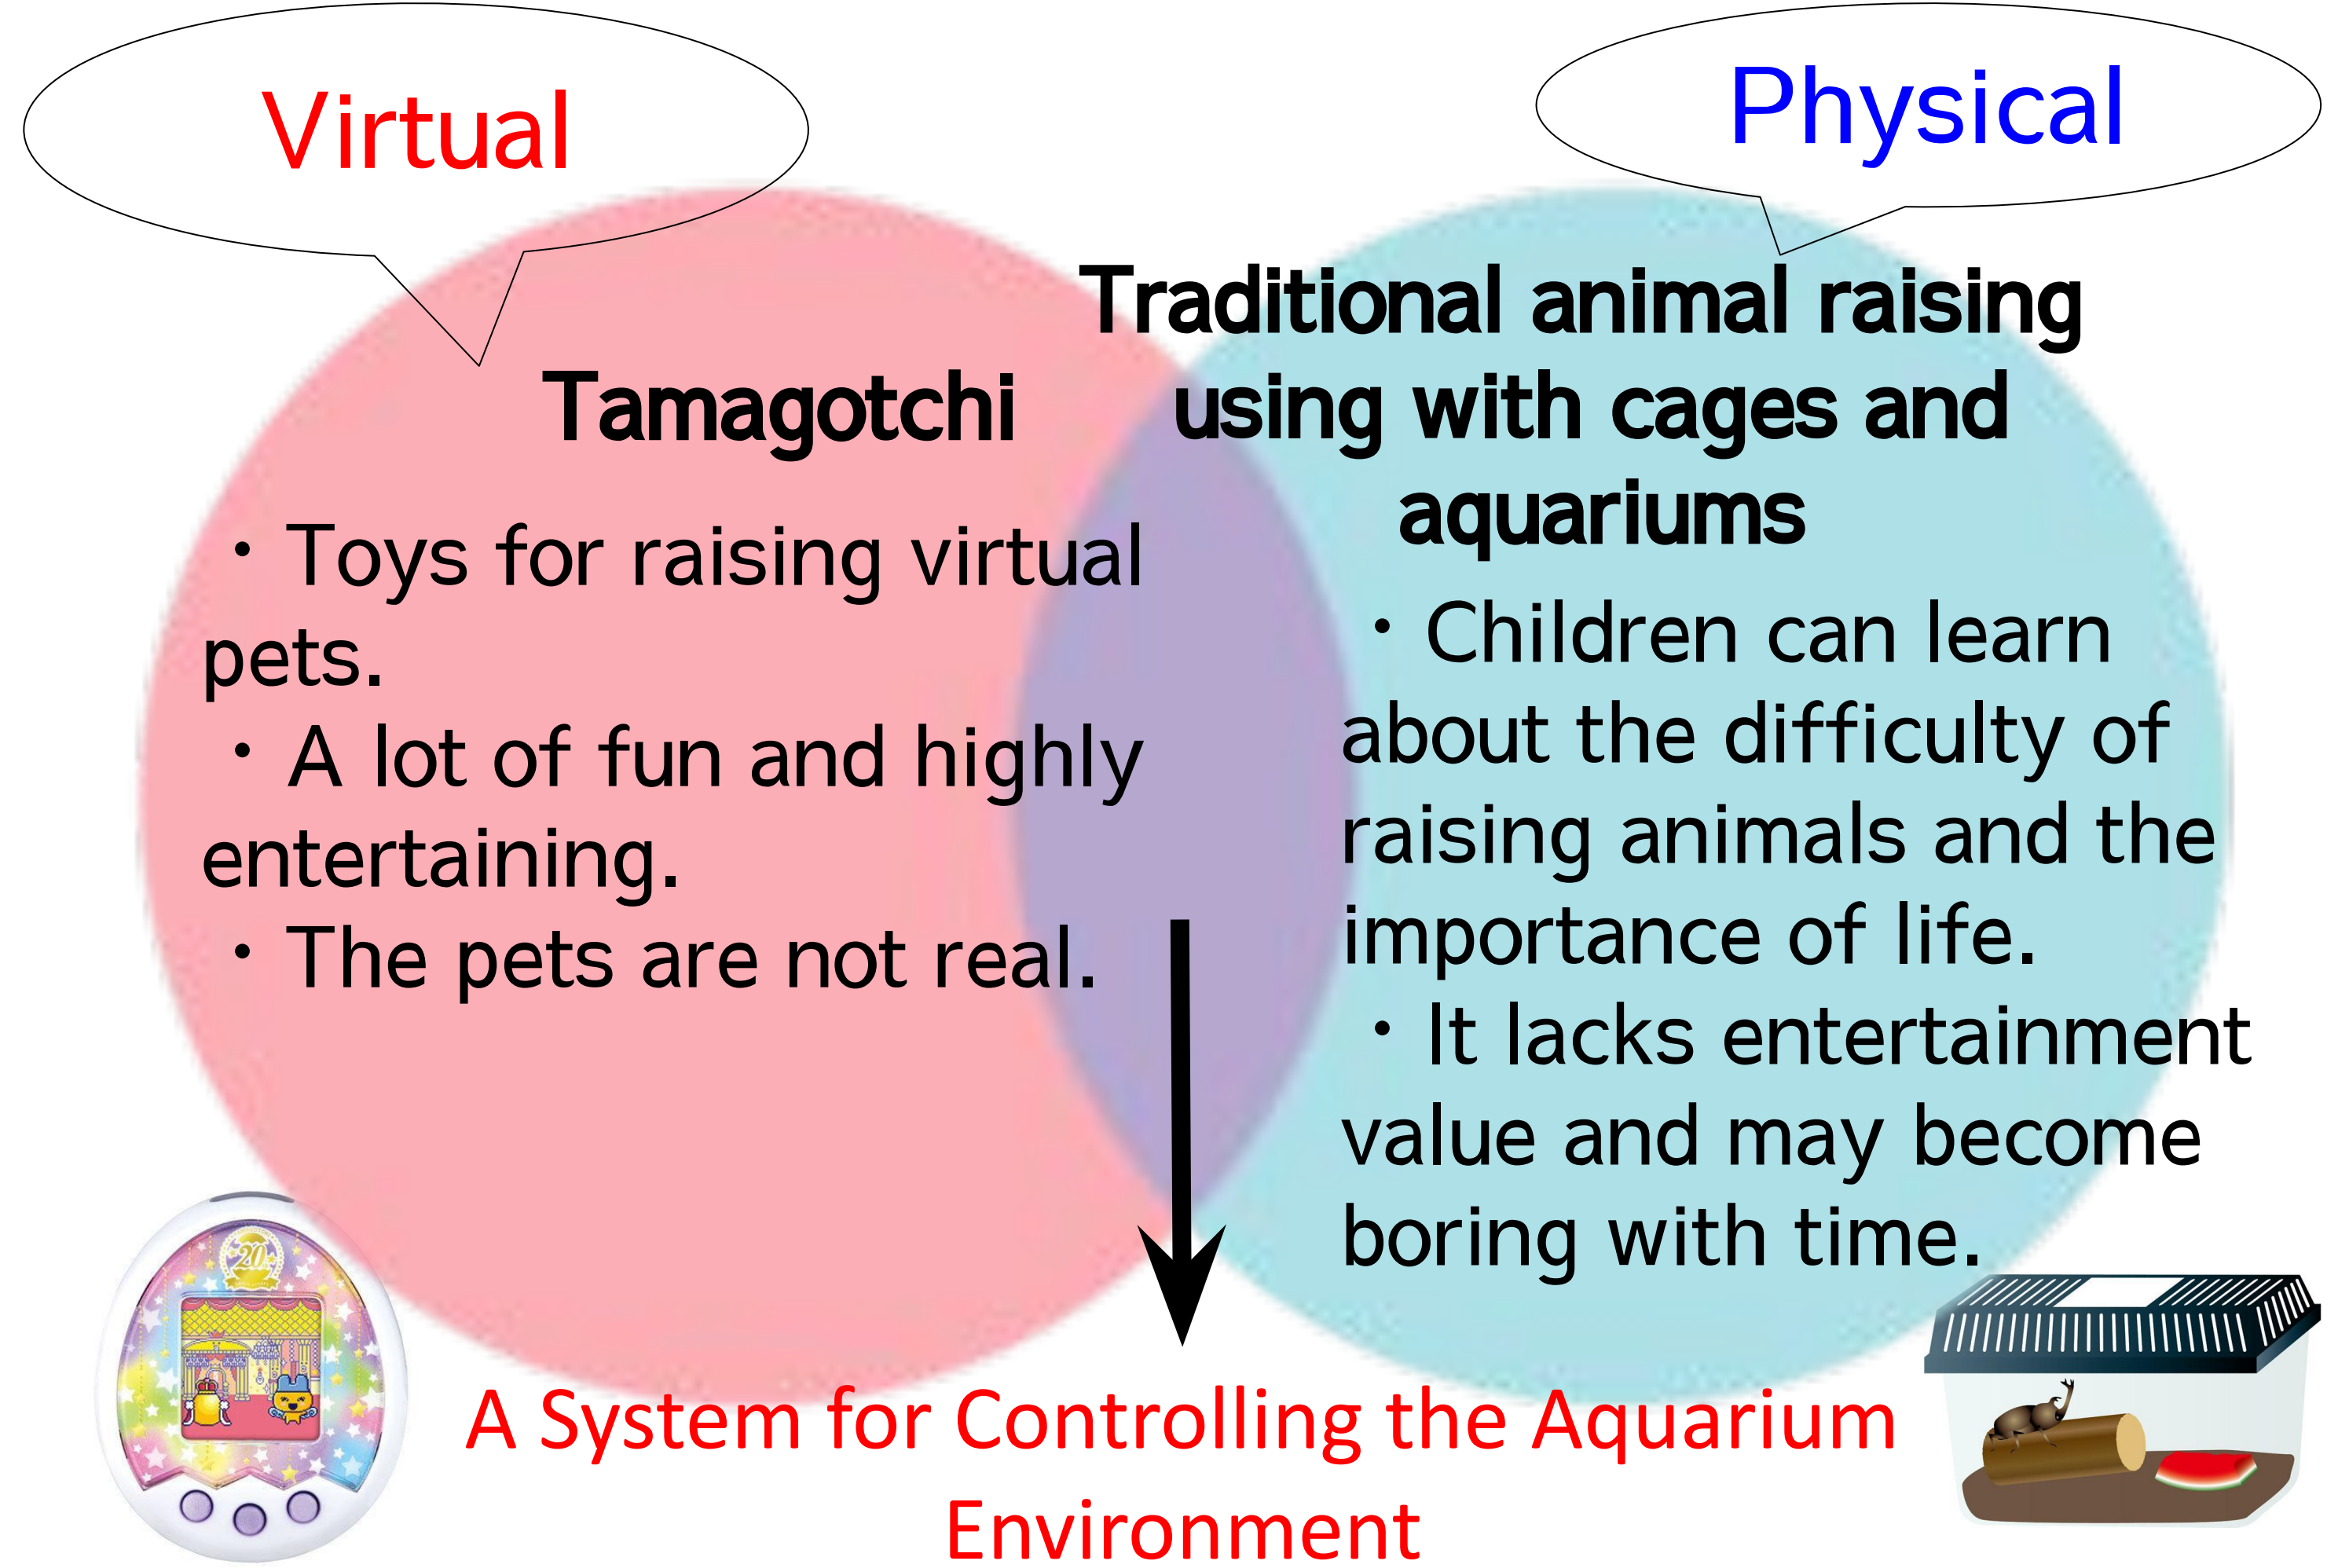 Virtual
Physical
Tamagotchi
・Toys for raising virtual
pets.
・A lot of fun and highly
entertaining.
・The pets are not real.
Traditional animal raising
using with cages and
aquariums
・Children can learn
about the difficulty of
raising animals and the
importance of life.
・It lacks entertainment
value and may become
boring with time.
20
A System for Controlling the Aquarium
Environment